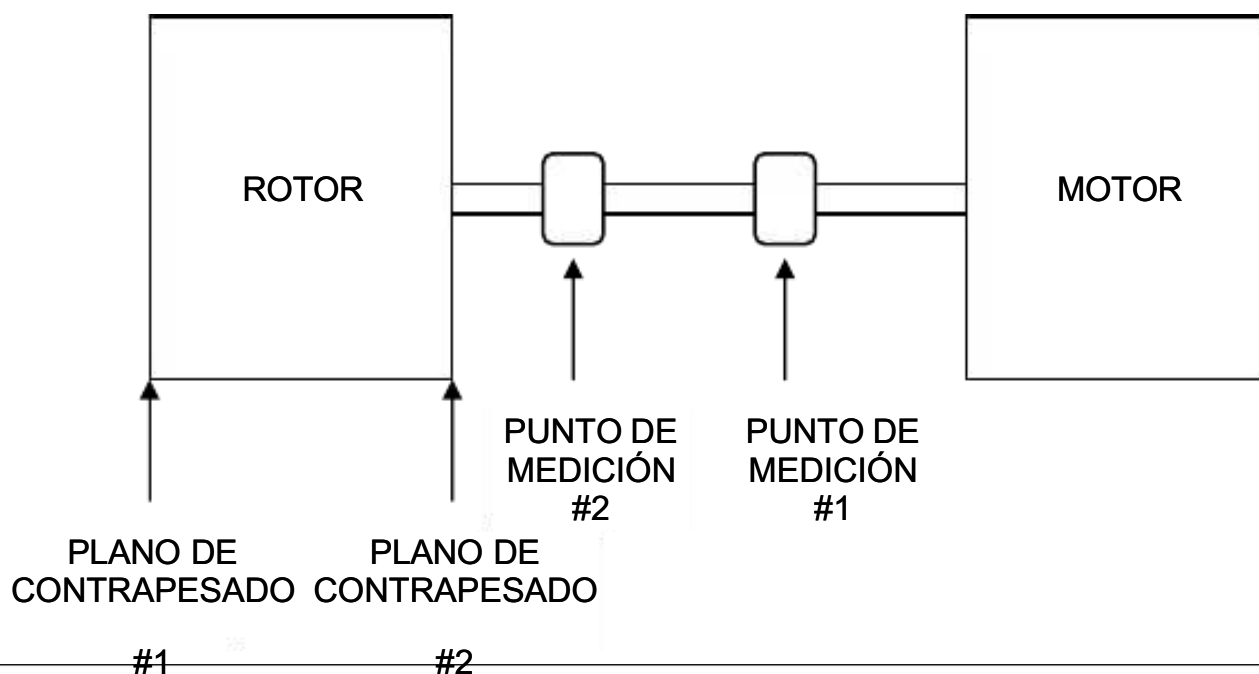 ROTOR
MOTOR
PUNTO DE
MEDICIÓN
#2
PUNTO DE
MEDICIÓN
#1
PLANO DE
CONTRAPESADO
#1
PLANO DE
CONTRAPESADO
#2